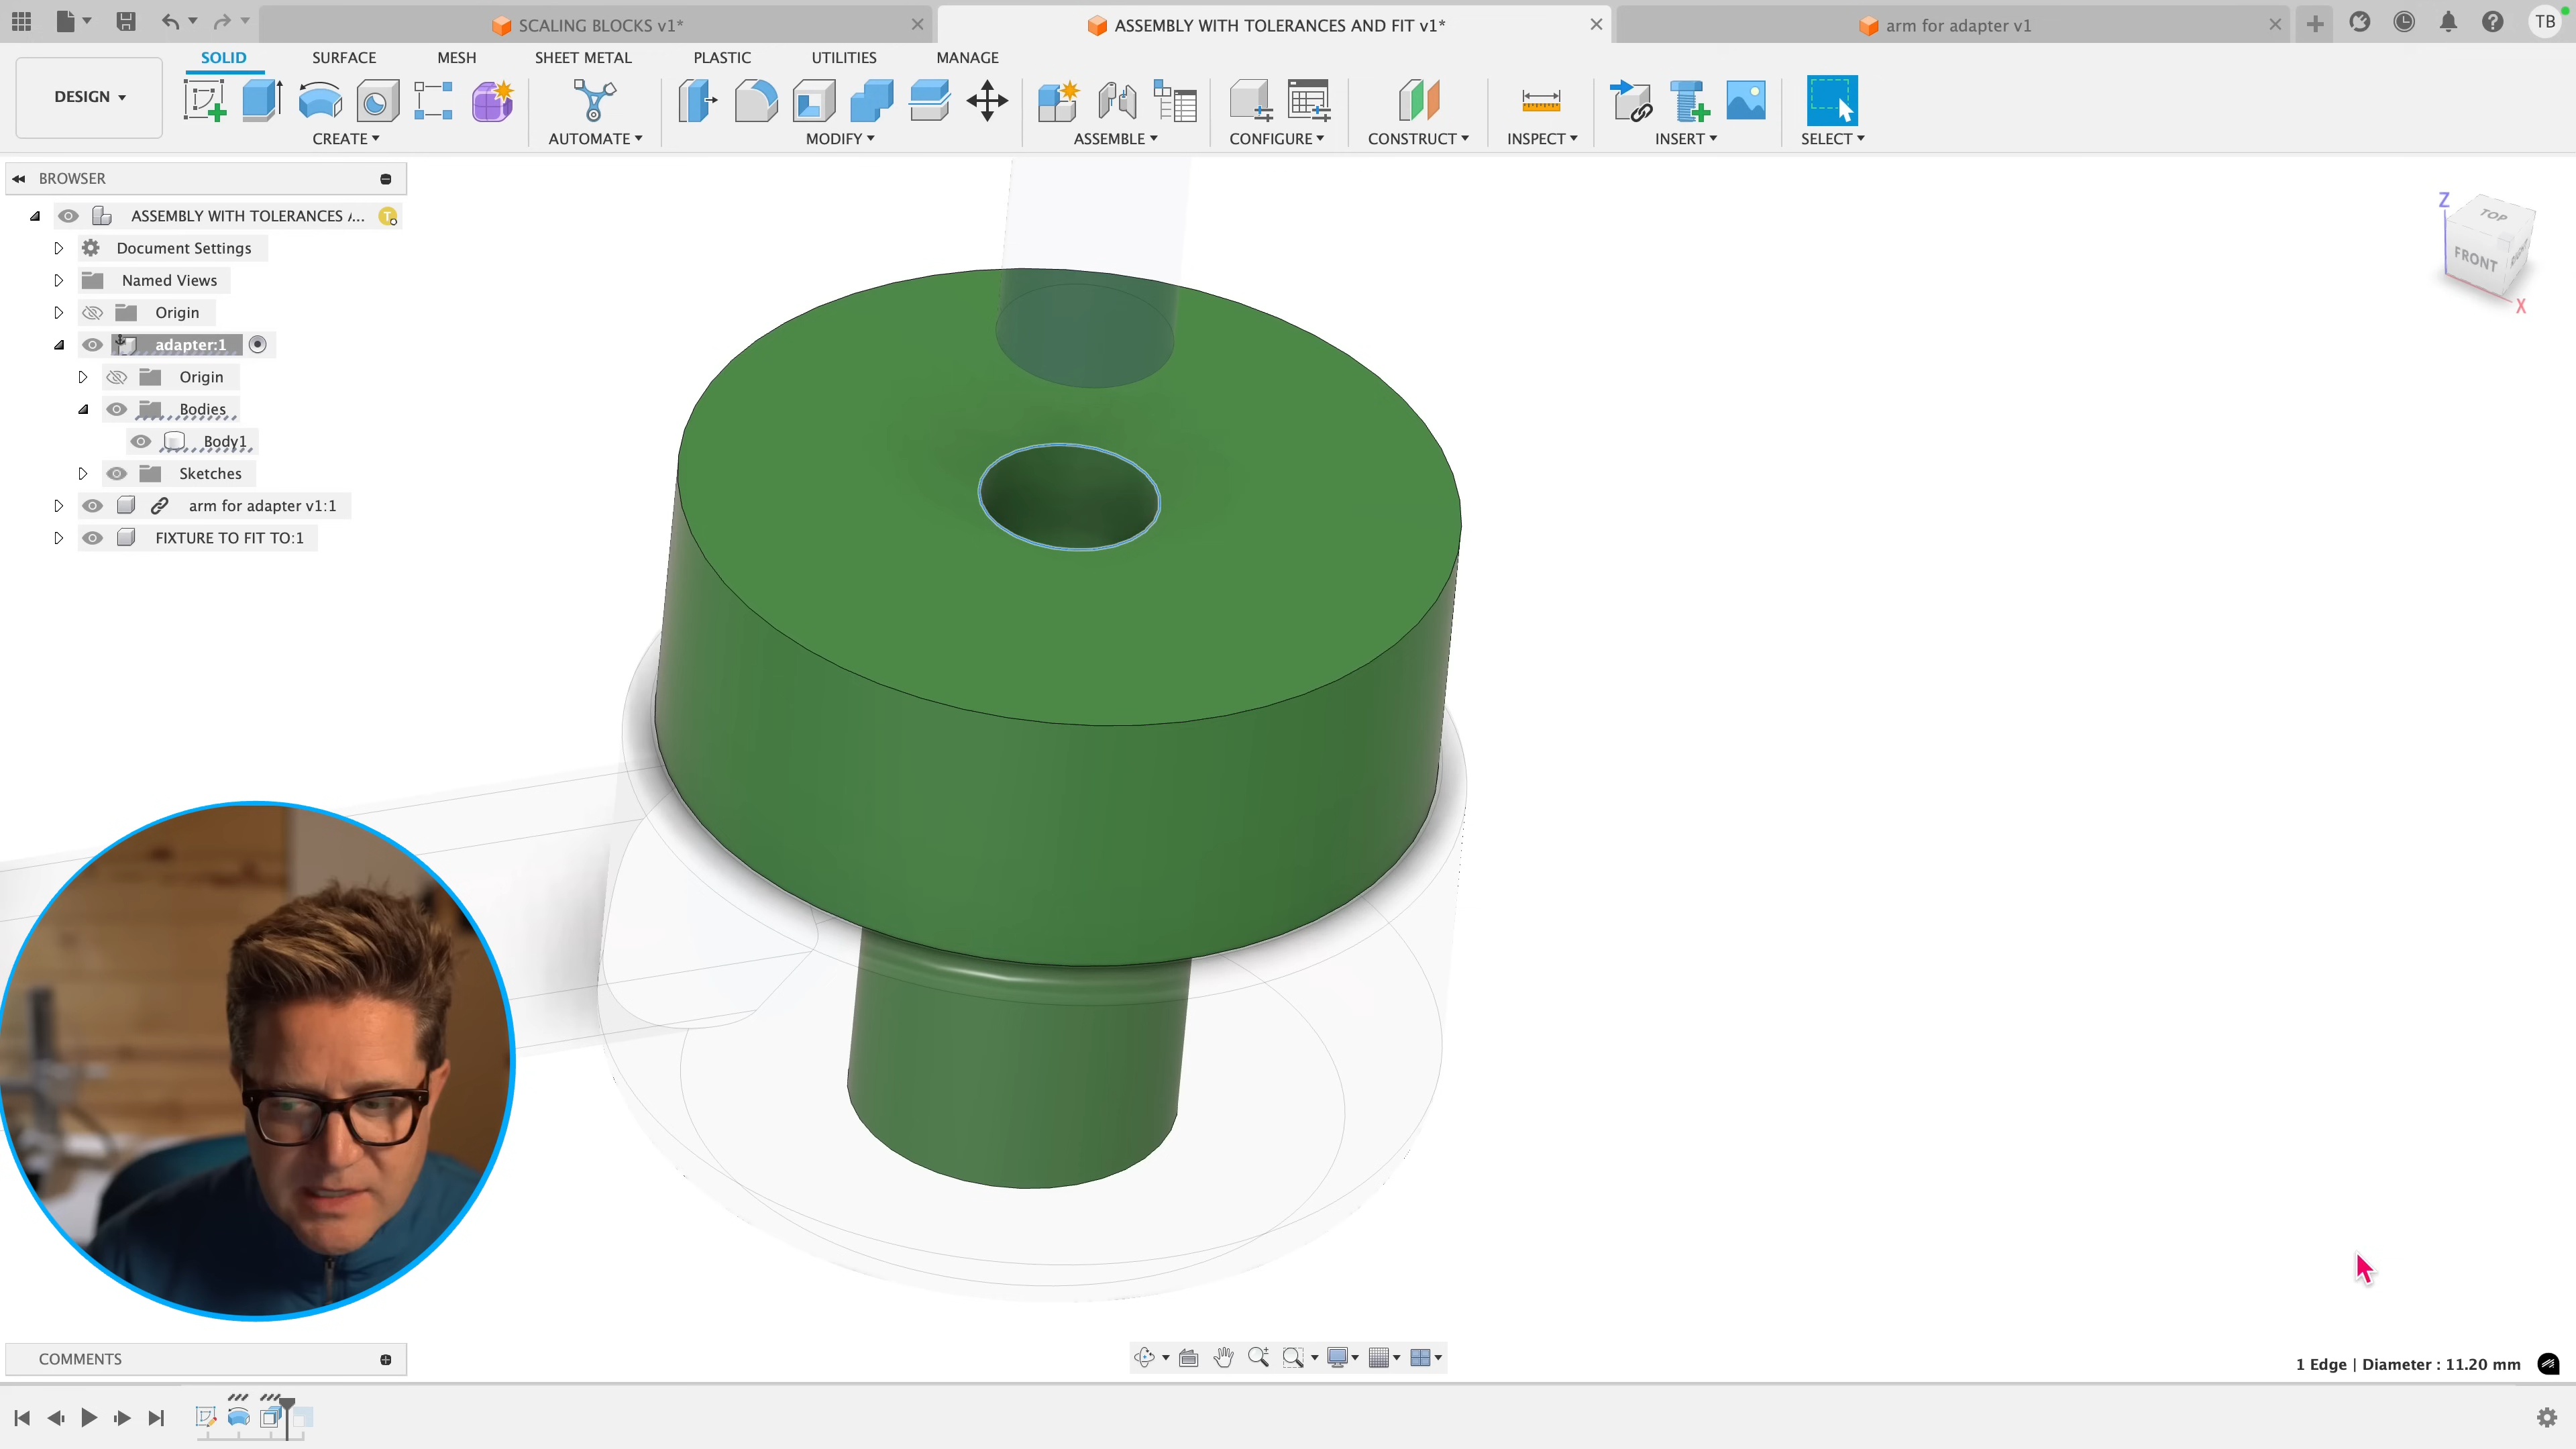 SCALING BLOCKS v1*
ASSEMBLY WITH TOLERANCES AND FIT v1*
arm for adapter v1
TB
DESIGN
SOLID
SURFACE
MESH
SHEET METAL
PLASTIC
UTILITIES
MANAGE
CREATE
AUTOMATE
MODIFY
ASSEMBLE
CONFIGURE
CONSTRUCT
INSPECT
INSERT
SELECT
BROWSER
ASSEMBLY WITH TOLERANCES /...
Document Settings
Named Views
Origin
adapter:1
Origin
Bodies
Body1
Sketches
arm for adapter v1:1
FIXTURE TO FIT TO:1
Z
TOP
FRONT
X
COMMENTS
1 Edge | Diameter : 11.20 mm